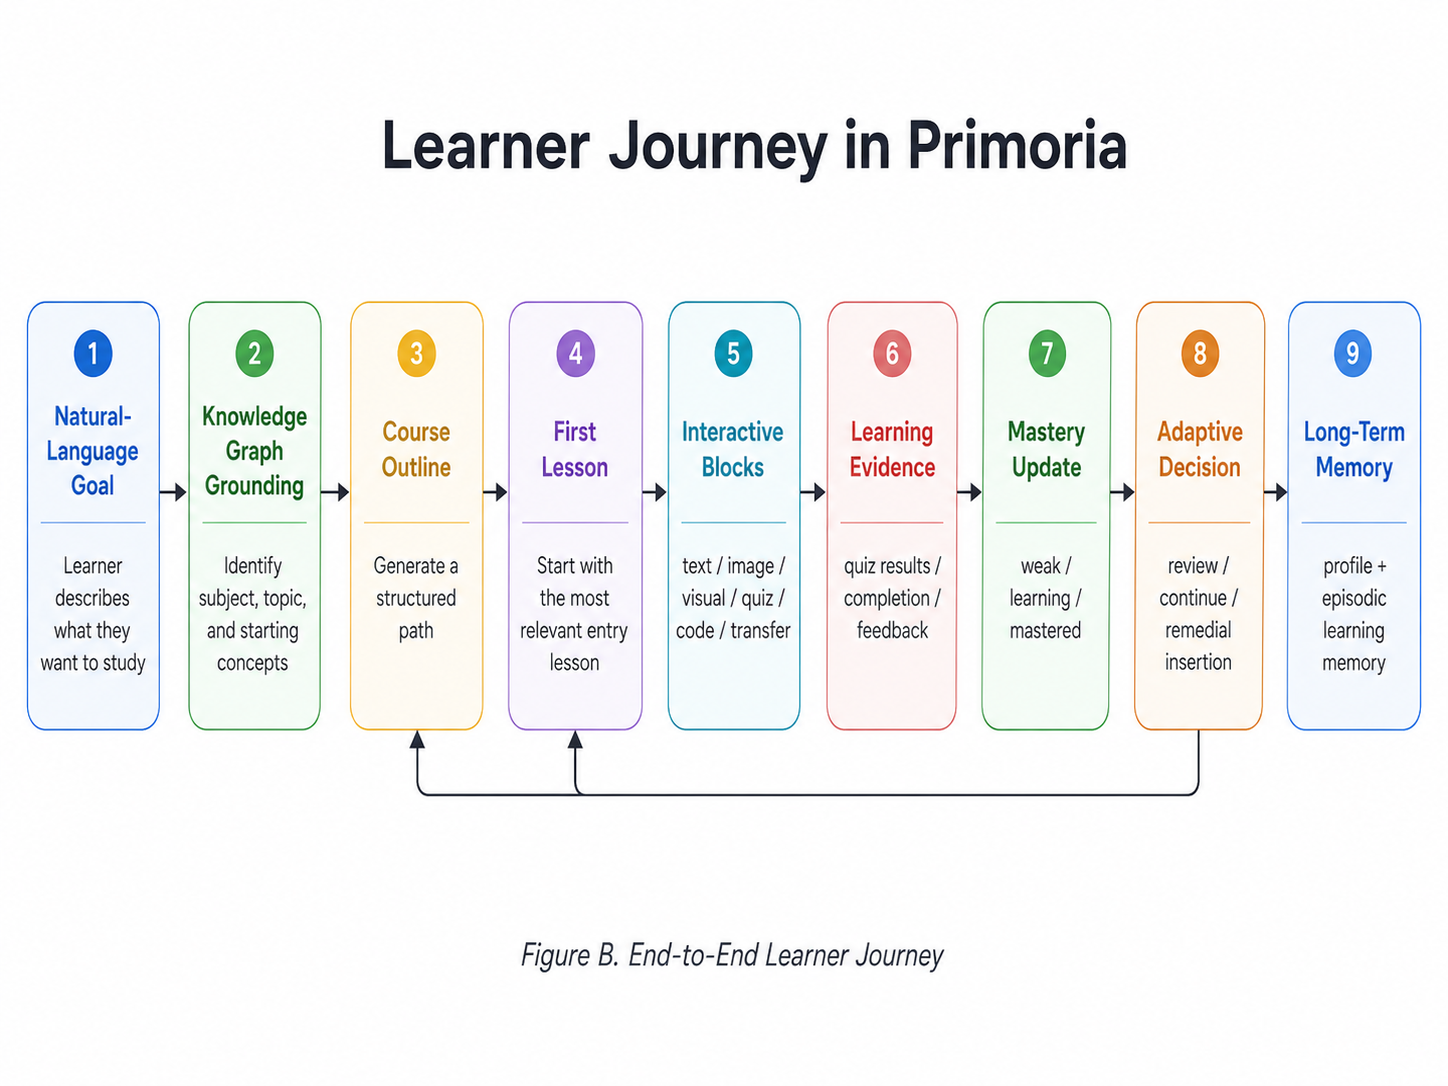 Learner Journey in Primoria
1
Natural-
Language
Goal
Learner
describes
what they
want to study
2
Knowledge
Graph
Grounding
Identify
subject, topic,
and starting
concepts
3
Course
Outline
Generate a
structured
path
4
First
Lesson
Start with
the most
relevant entry
lesson
5
Interactive
Blocks
text / image /
visual / quiz /
code / transfer
6
Learning
Evidence
quiz results /
completion /
feedback
7
Mastery
Update
weak /
learning /
mastered
8
Adaptive
Decision
review /
continue /
remedial
insertion
9
Long-Term
Memory
profile +
episodic
learning
memory
Figure B. End-to-End Learner Journey